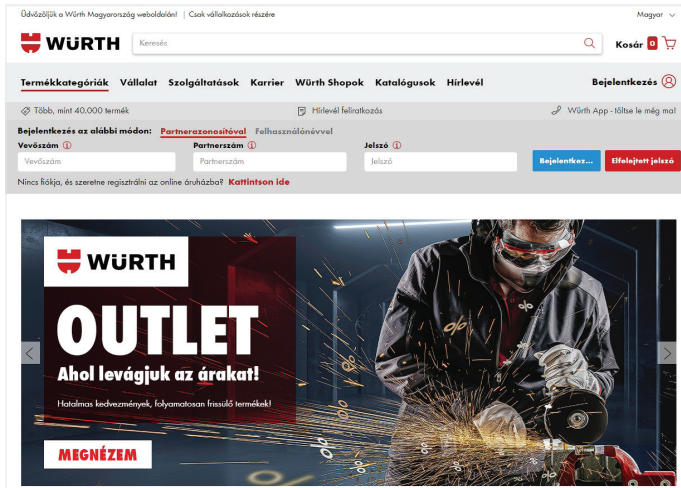 Üdvözöljük a Würth Magyarország weboldalán! | Csak vállalkozások részére
Magyar
WÜRTH
Keresés
Kosár 0
Termékkategóriák Vállalat Szolgáltatások Karrier Würth Shopok Katalógusok Hírlevél
Bejelentkezés
Több, mint 40.000 termék
Hírlevél feliratkozás
Würth App - töltse le még ma!
Bejelentkezés az alábbi módon: Partnerazonosítóval Felhasználónévvel
Vevőszám Partnerszám Jelszó
Vevőszám Partnerszám Jelszó Bejelentkez... Elfelejtett jelszó
Nincs fiókja, és szeretne regisztrálni az online áruházba? Kattintson ide
WÜRTH
OUTLET
Ahol levágjuk az árakat!
Hatalmas kedvezmények, folyamatosan frissülő termékek!
MEGNÉZEM